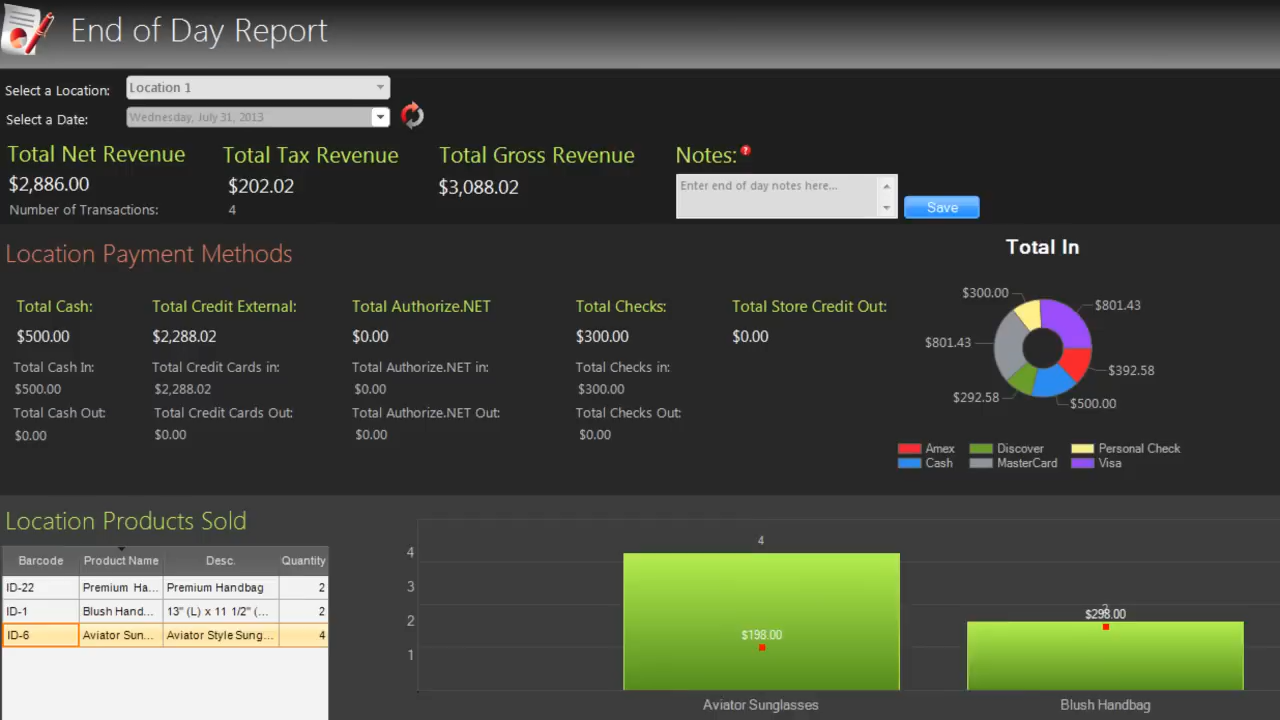 End of Day Report
Select a Location: Location 1
Select a Date: Wednesday, July 31, 2013
Total Net Revenue Total Tax Revenue Total Gross Revenue Notes: ?
$2,886.00 $202.02 $3,088.02 Enter end of day notes here...
Number of Transactions: 4 Save
Location Payment Methods
Total In
Total Cash: Total Credit External: Total Authorize.NET Total Checks: Total Store Credit Out:
$500.00 $2,288.02 $0.00 $300.00 $0.00
Total Cash In: Total Credit Cards in: Total Authorize.NET in: Total Checks in:
$500.00 $2,288.02 $0.00 $300.00
Total Cash Out: Total Credit Cards Out: Total Authorize.NET Out: Total Checks Out:
$0.00 $0.00 $0.00 $0.00
$300.00 $801.43
$801.43 $392.58
$292.58 $500.00
Amex Discover Personal Check
Cash MasterCard Visa
Location Products Sold
Barcode Product Name Desc. Quantity
ID-22 Premium Ha... Premium Handbag 2
ID-1 Blush Hand... 13" (L) x 11 1/2" (... 2
ID-6 Aviator Sun... Aviator Style Sung... 4
4
3
2
1
4
$198.00
$298.00
Aviator Sunglasses Blush Handbag